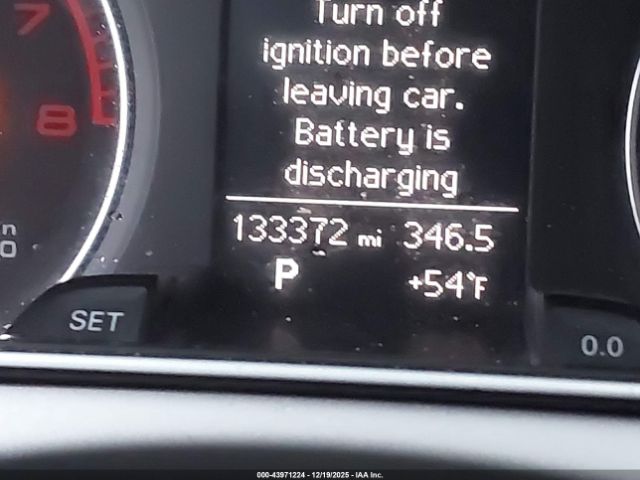 7
8
Turn off
ignition before
leaving car.
Battery is
discharging
133372 mi 346.5
P +54°F
SET
0.0
000-43971224 - 12/19/2025 - IAA Inc.